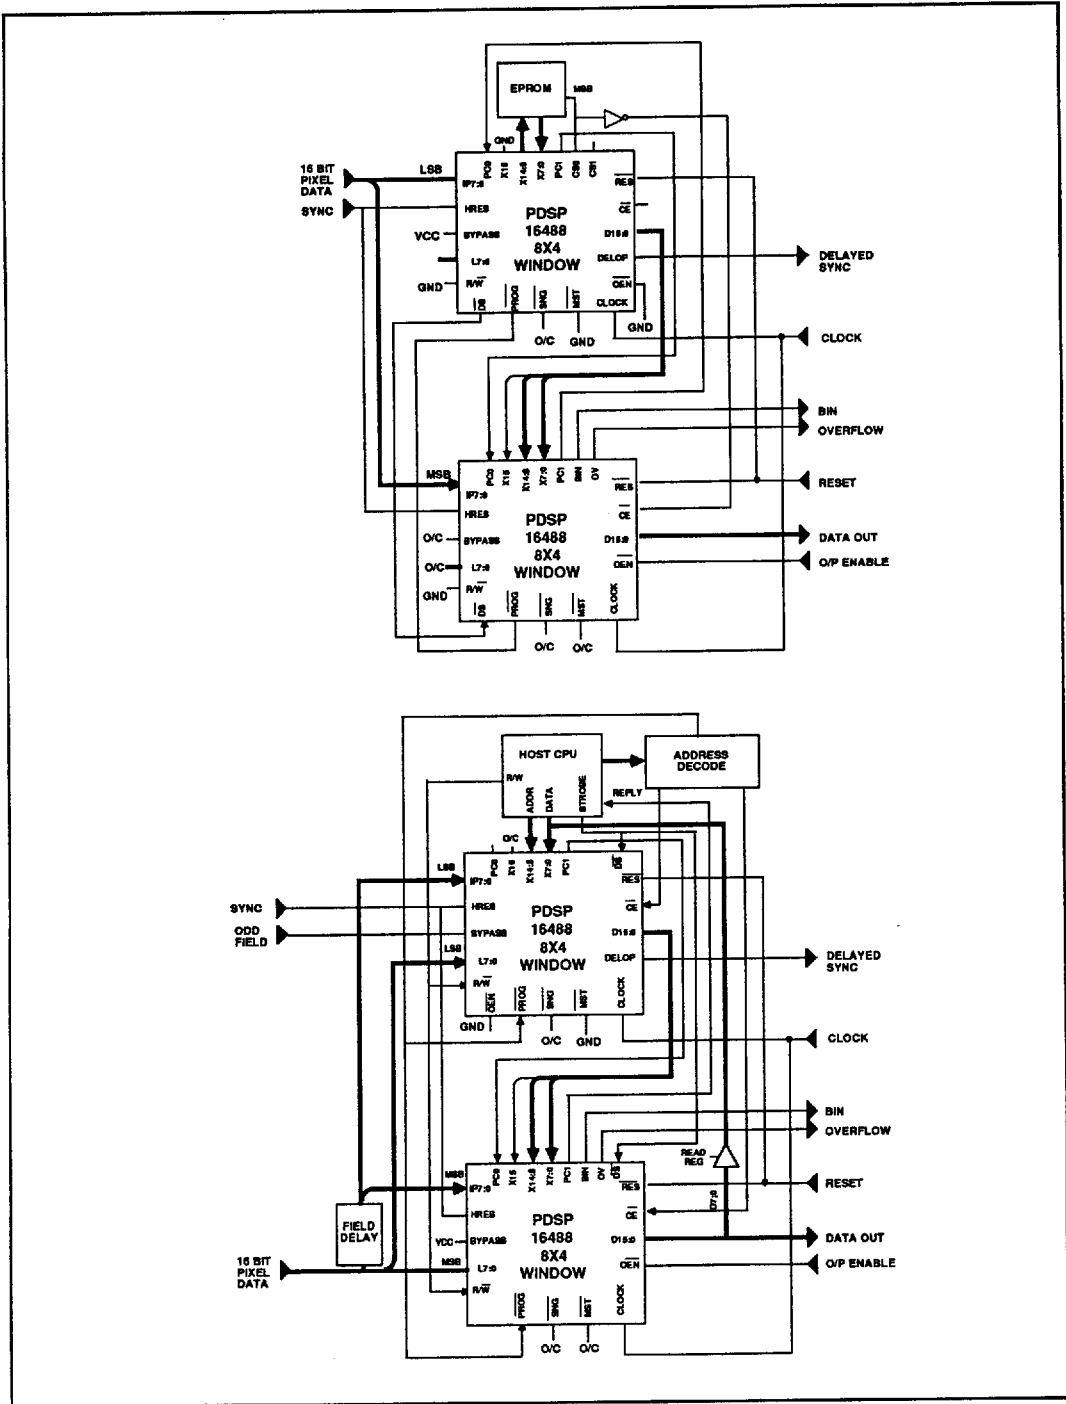 EPROM
MSB
GND
PC0
X15
X14:8
X7:0
PC1
CS0
CS1
16 BIT
PIXEL
DATA
LSB
IP7:0
RES
SYNC
HRES
CE
PDSP
16488
8X4
WINDOW
VCC
BYPASS
D15:0
L7:0
DELOP
DELAYED
SYNC
GND
R/W
OEN
DS
PROG
SNG
MST
CLOCK
GND
O/C
GND
CLOCK
BIN
OVERFLOW
PC0
X15
X14:8
X7:0
PC1
BIN
OV
MSB
IP7:0
RES
RESET
HRES
CE
PDSP
16488
8X4
WINDOW
O/C
BYPASS
D15:0
DATA OUT
O/C
L7:0
OEN
O/P ENABLE
GND
R/W
DS
PROG
SNG
MST
CLOCK
O/C
O/C
HOST CPU
ADDRESS
DECODE
R/W
ADDR
DATA
STROBE
REPLY
O/C
PC0
X15
X14:8
X7:0
PC1
DS
LSB
IP7:0
RES
SYNC
HRES
CE
ODD
FIELD
BYPASS
PDSP
16488
8X4
WINDOW
D15:0
LSB
L7:0
DELOP
DELAYED
SYNC
R/W
OEN
PROG
SNG
MST
CLOCK
GND
O/C
GND
CLOCK
BIN
OVERFLOW
READ
REG
PC0
X15
X14:8
X7:0
PC1
BIN
OV
DS
MSB
IP7:0
RES
D7:0
RESET
FIELD
DELAY
HRES
CE
PDSP
16488
8X4
WINDOW
VCC
BYPASS
D15:0
DATA OUT
16 BIT
PIXEL
DATA
MSB
L7:0
OEN
O/P ENABLE
R/W
PROG
SNG
MST
CLOCK
O/C
O/C